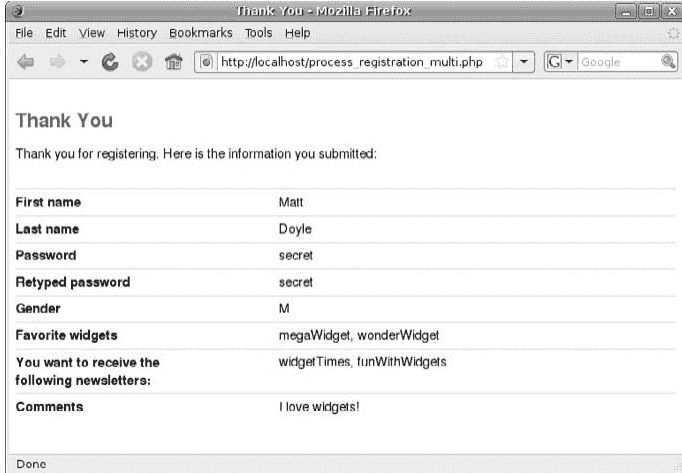 Thank You - Mozilla Firefox
File Edit View History Bookmarks Tools Help
http://localhost/process_registration_multi.php G Google
Thank You
Thank you for registering. Here is the information you submitted:
First name Matt
Last name Doyle
Password secret
Retyped password secret
Gender M
Favorite widgets megaWidget, wonderWidget
You want to receive the widgetTimes, funWithWidgets
following newsletters:
Comments I love widgets!
Done